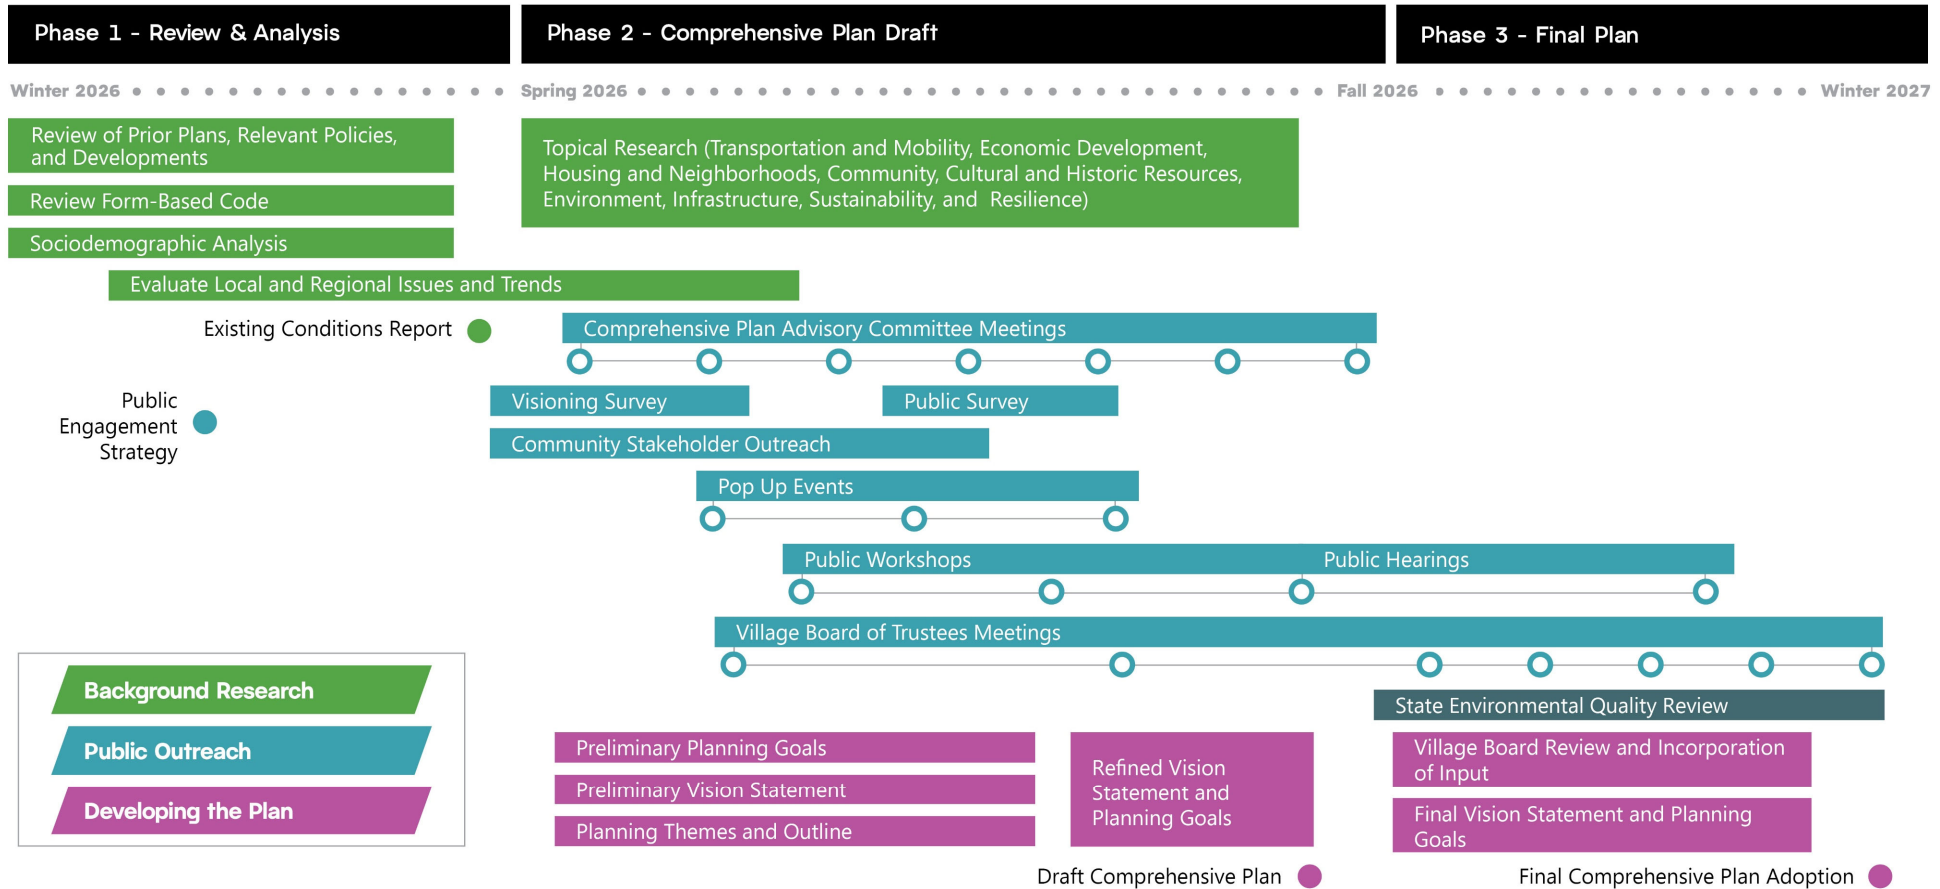 Phase 1 - Review & Analysis
Phase 2 - Comprehensive Plan Draft
Phase 3 - Final Plan
Winter 2026
Spring 2026
Fall 2026
Winter 2027
Review of Prior Plans, Relevant Policies,
and Developments
Review Form-Based Code
Sociodemographic Analysis
Topical Research (Transportation and Mobility, Economic Development,
Housing and Neighborhoods, Community, Cultural and Historic Resources,
Environment, Infrastructure, Sustainability, and Resilience)
Evaluate Local and Regional Issues and Trends
Existing Conditions Report
Comprehensive Plan Advisory Committee Meetings
Public
Engagement
Strategy
Visioning Survey
Public Survey
Community Stakeholder Outreach
Pop Up Events
Public Workshops
Public Hearings
Village Board of Trustees Meetings
State Environmental Quality Review
Background Research
Public Outreach
Developing the Plan
Preliminary Planning Goals
Preliminary Vision Statement
Planning Themes and Outline
Refined Vision
Statement and
Planning Goals
Village Board Review and Incorporation
of Input
Final Vision Statement and Planning
Goals
Draft Comprehensive Plan
Final Comprehensive Plan Adoption